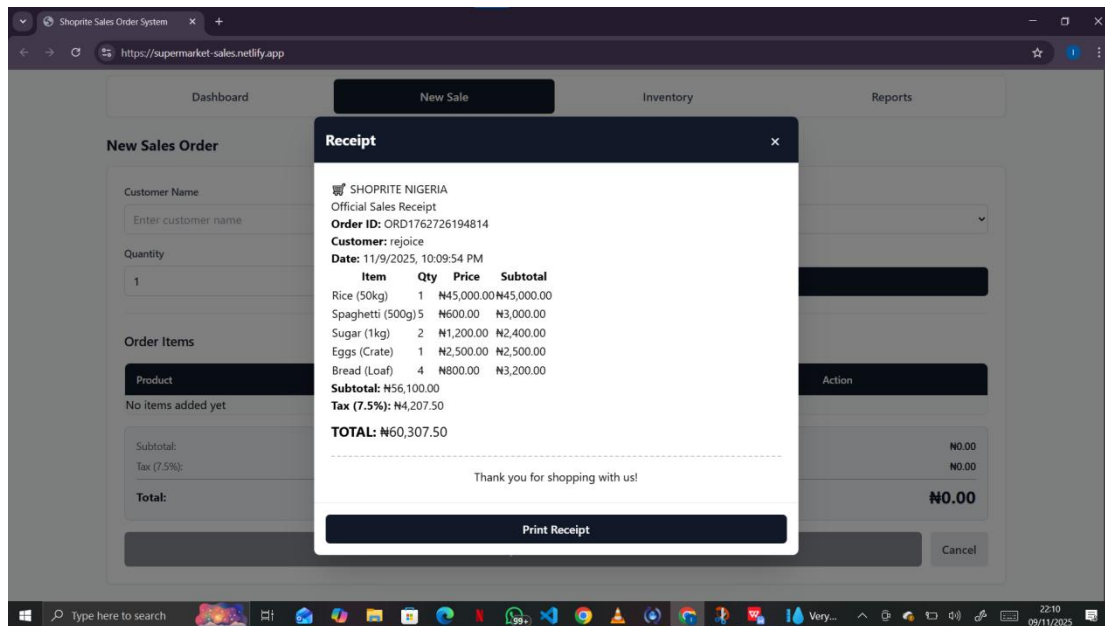 Shoprite Sales Order System
https://supermarket-sales.netlify.app
Dashboard New Sale Inventory Reports
New Sales Order
Receipt ×
SHOPRITE NIGERIA
Official Sales Receipt
Order ID: ORD1762726194814
Customer: rejoice
Date: 11/9/2025, 10:09:54 PM
Item Qty Price Subtotal
Rice (50kg) 1 ₦45,000.00 ₦45,000.00
Spaghetti (500g) 5 ₦600.00 ₦3,000.00
Sugar (1kg) 2 ₦1,200.00 ₦2,400.00
Eggs (Crate) 1 ₦2,500.00 ₦2,500.00
Bread (Loaf) 4 ₦800.00 ₦3,200.00
Subtotal: ₦56,100.00
Tax (7.5%): ₦4,207.50
TOTAL: ₦60,307.50
Thank you for shopping with us!
Print Receipt
Customer Name
Enter customer name
Quantity
1
Order Items
Product Action
No items added yet
Subtotal: ₦0.00
Tax (7.5%): ₦0.00
Total: ₦0.00
Cancel
Type here to search
99+
Very...
22:10
09/11/2025